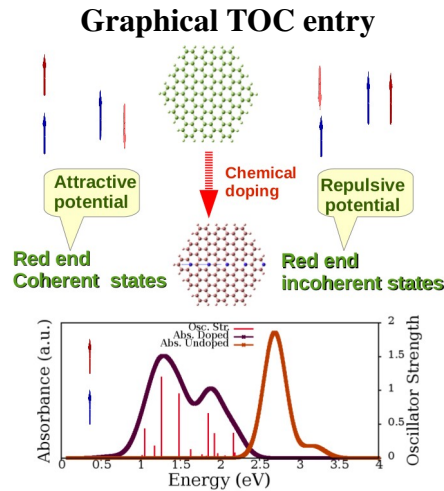 Graphical TOC entry
Attractive
potential
Chemical
doping
Repulsive
potential
Red end
Coherent states
Red end
incoherent states
Osc. Str.
Abs. Doped
Abs. Undoped
Absorbance (a.u.)
Oscillator Strength
2
1.5
1
0.5
0
0 0.5 1 1.5 2 2.5 3 3.5 4
Energy (eV)